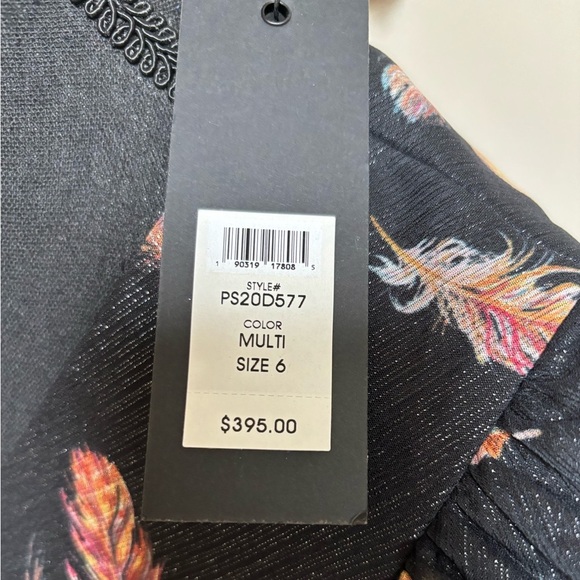 1 90319 17808 5
STYLE#
PS20D577
COLOR
MULTI
SIZE 6
$395.00